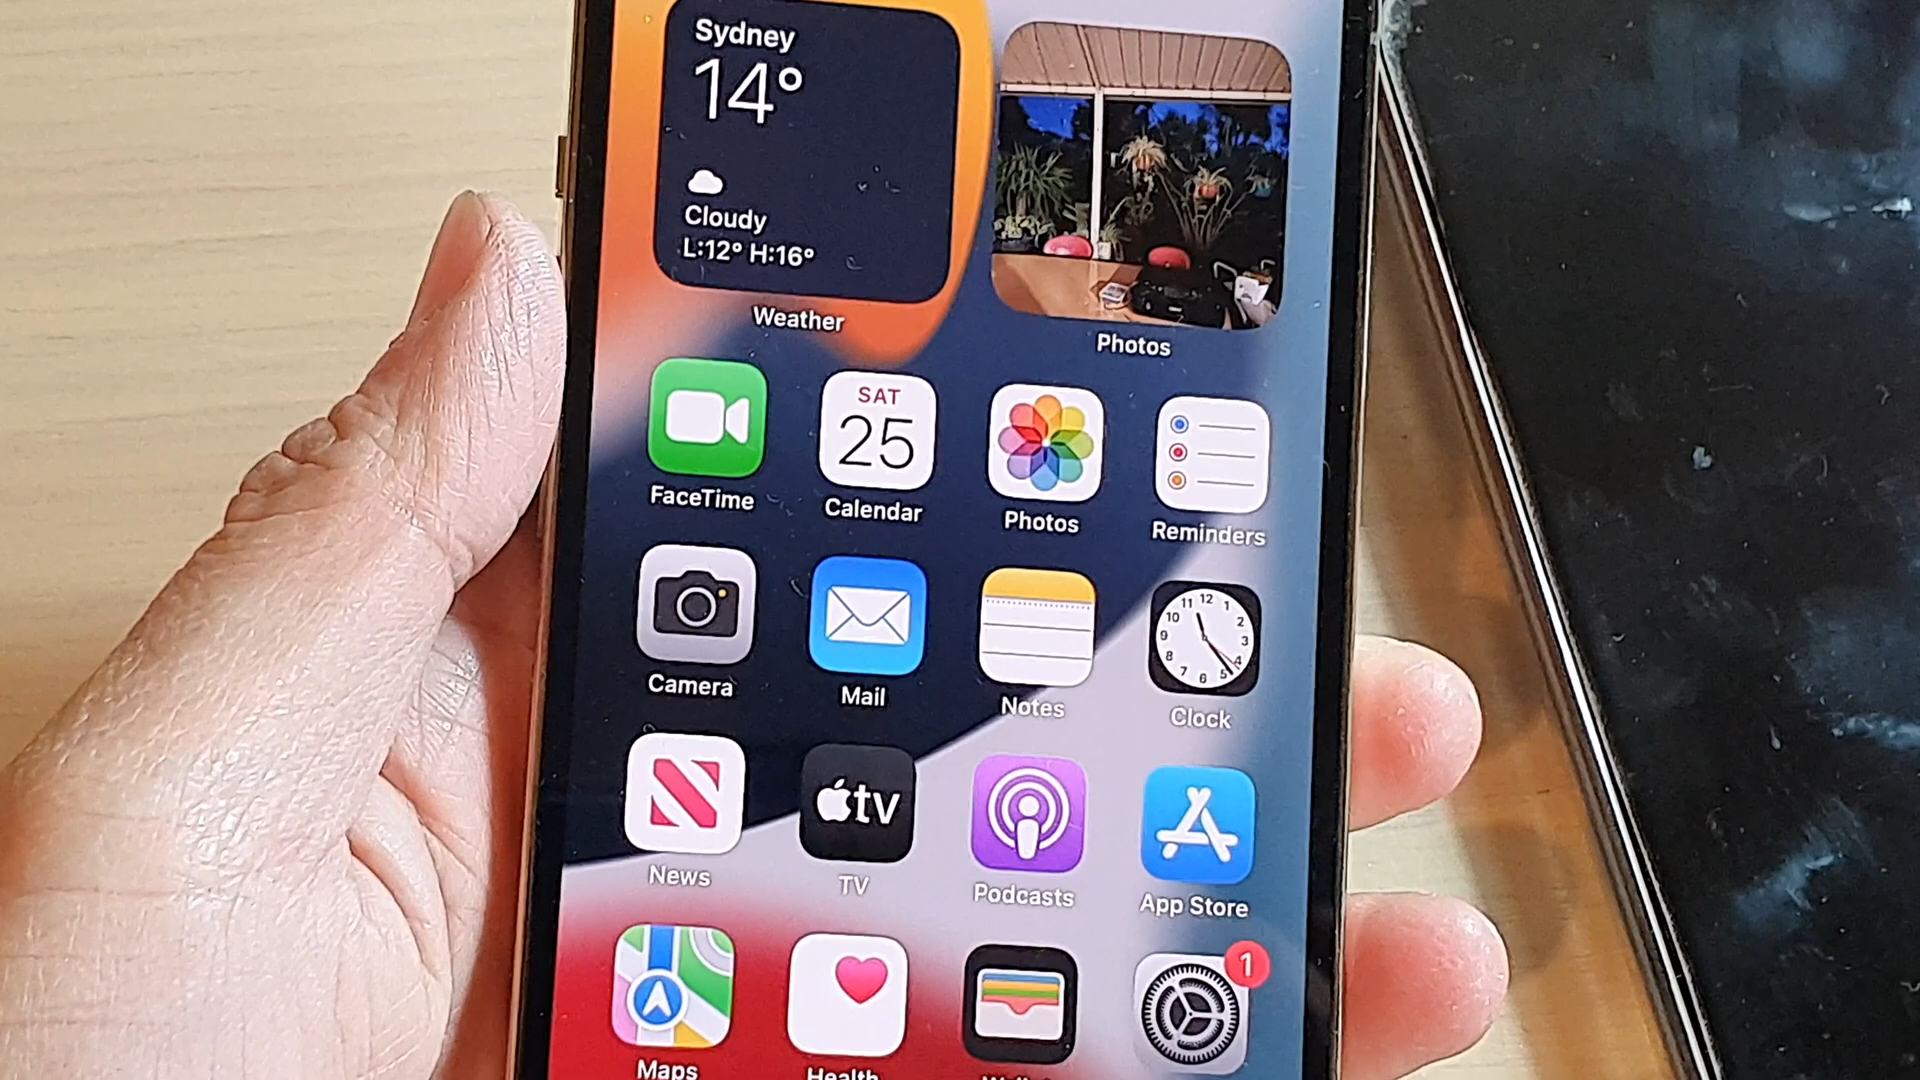 Sydney
14°
Cloudy
L:12° H:16°
Weather
Photos
SAT
25
FaceTime
Calendar
Photos
Reminders
Camera
Mail
Notes
12
1
2
3
4
5
6
7
8
9
10
11
Clock
tv
News
TV
Podcasts
App Store
1
Maps
Health